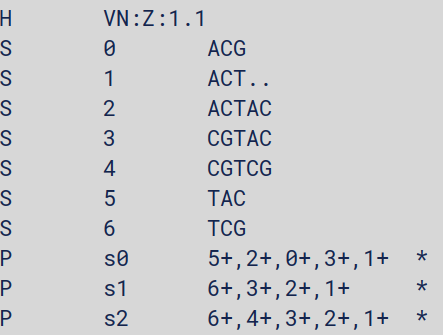 H VN:Z:1.1
S 0 ACG
S 1 ACT..
S 2 ACTAC
S 3 CGTAC
S 4 CGTCG
S 5 TAC
S 6 TCG
P s0 5+,2+,0+,3+,1+ *
P s1 6+,3+,2+,1+ *
P s2 6+,4+,3+,2+,1+ *